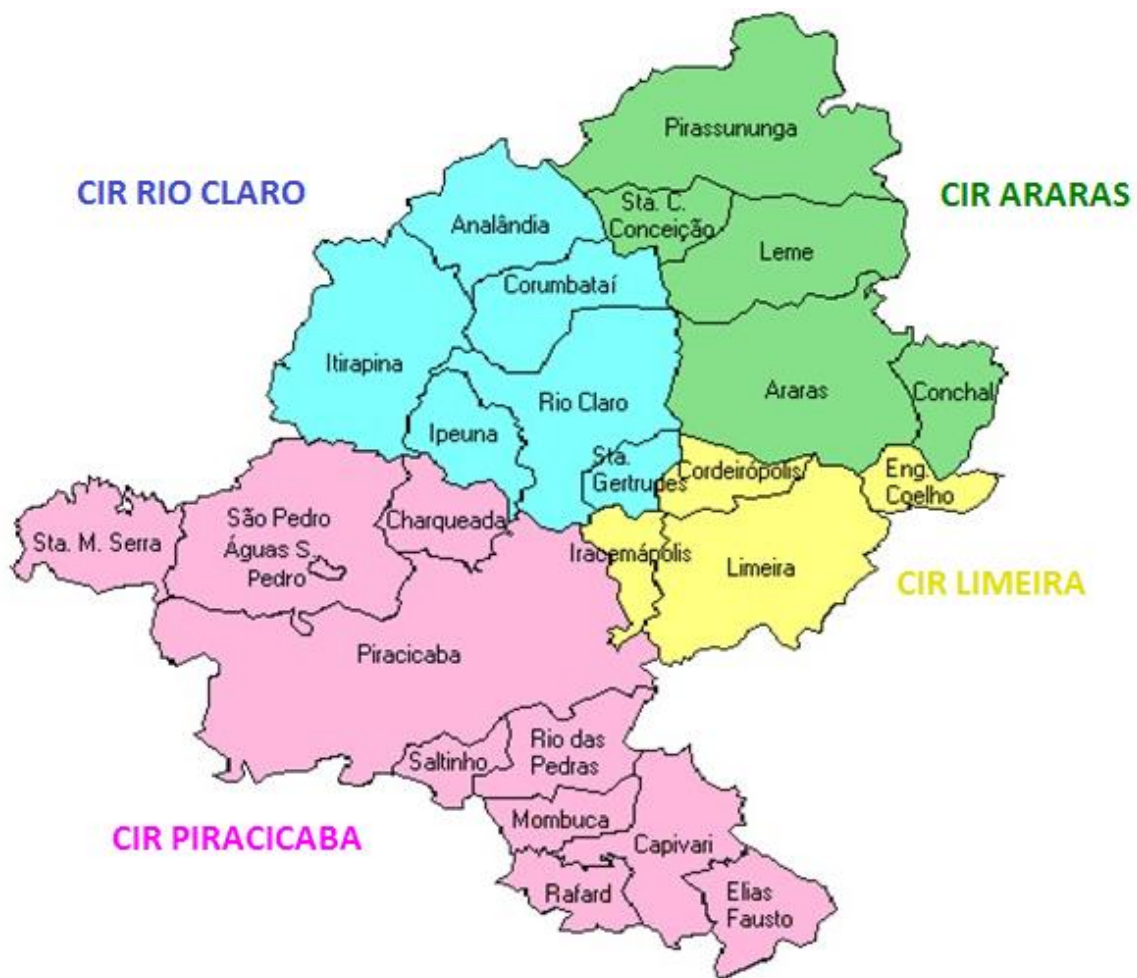 Pirassununga
CIR RIO CLARO
CIR ARARAS
Sta. C.
Conceição
Analândia
Leme
Corumbataí
Itirapina
Rio Claro
Araras
Conchal
Ipeuna
Sta.
Gertrudes
Cordeirópolis
Eng.
Coelho
São Pedro
Charqueada
Sta. M. Serra
Águas S.
Pedro
Iracemápolis
Limeira
CIR LIMEIRA
Piracicaba
Rio das
Pedras
Saltinho
Mombuca
CIR PIRACICABA
Capivari
Rafard
Elias
Fausto